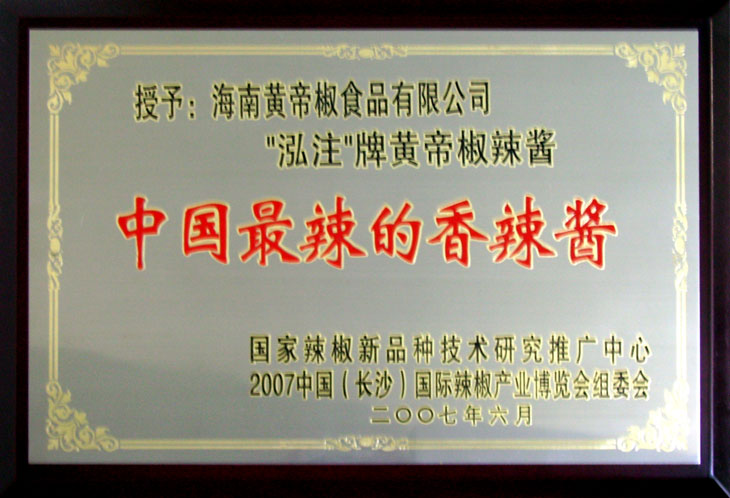 授予：海南黄帝椒食品有限公司
"泓注"牌黄帝椒辣酱
中国最辣的香辣酱
国家辣椒新品种技术研究推广中心
2007中国（长沙）国际辣椒产业博览会组委会
二〇〇七年六月